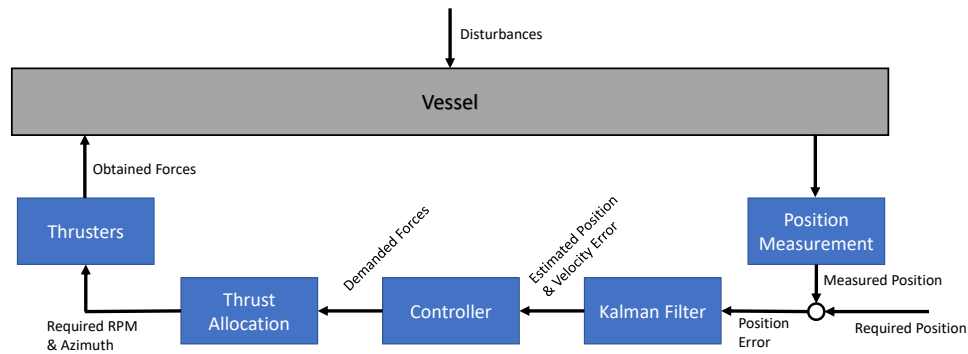 Disturbances
Vessel
Obtained Forces
Thrusters
Position
Measurement
Demanded Forces
Estimated Position
& Velocity Error
Measured Position
Thrust
Allocation
Controller
Kalman Filter
Required RPM
& Azimuth
Position
Error
Required Position